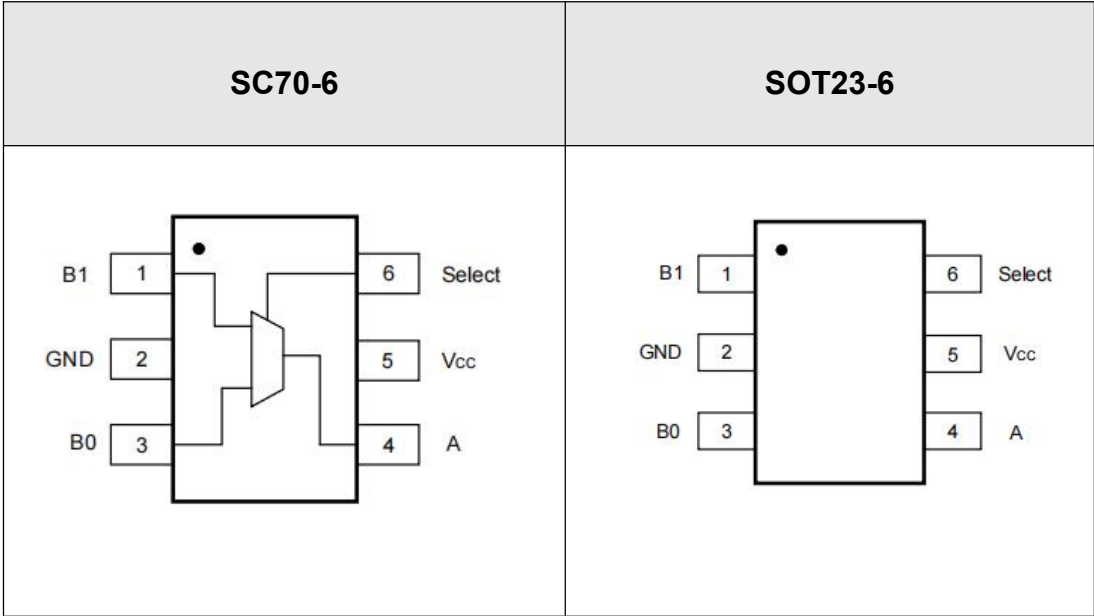 SC70-6
SOT23-6
B1 1 6 Select
GND 2 5 Vcc
B0 3 4 A
B1 1 6 Select
GND 2 5 Vcc
B0 3 4 A